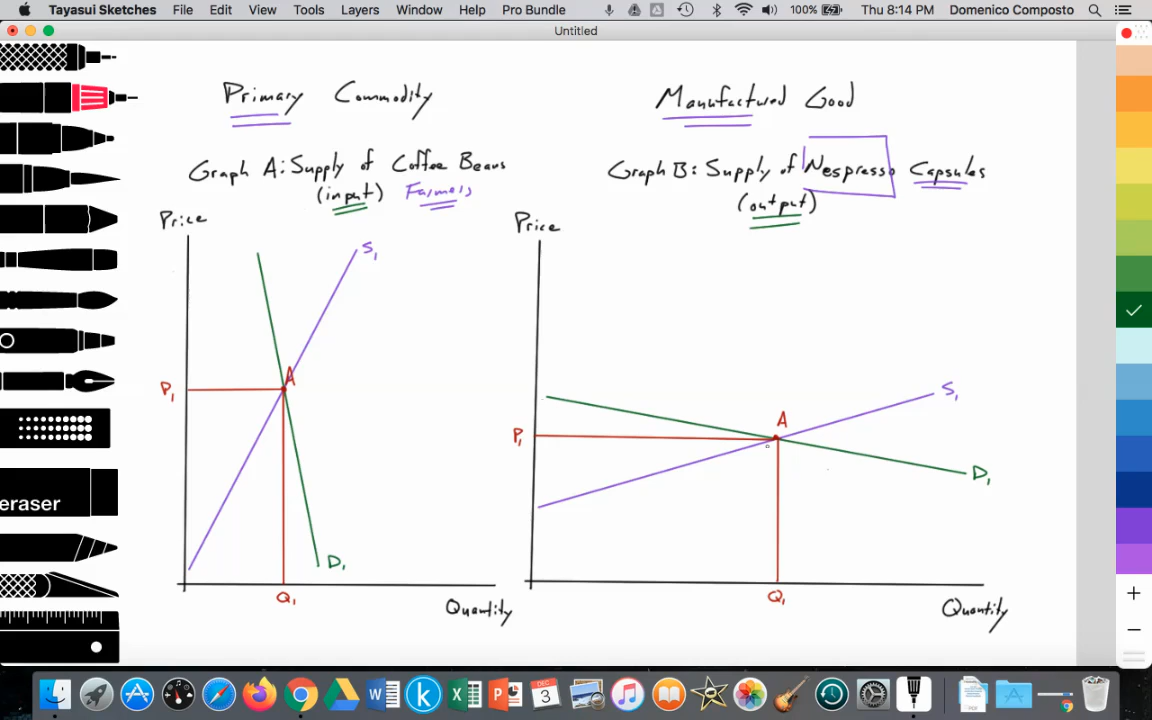 Tayasui Sketches File Edit View Tools Layers Window Help Pro Bundle 100% Thu 8:14 PM Domenico Composto
Untitled
Primary Commodity
Graph A: Supply of Coffee Beans
(input) Farmers
Price
S1
A
P1
D1
Q1
Quantity
Manufactured Good
Graph B: Supply of Nespresso Capsules
(output)
Price
S1
A
P1
D1
Q1
Quantity
eraser
DEC
3